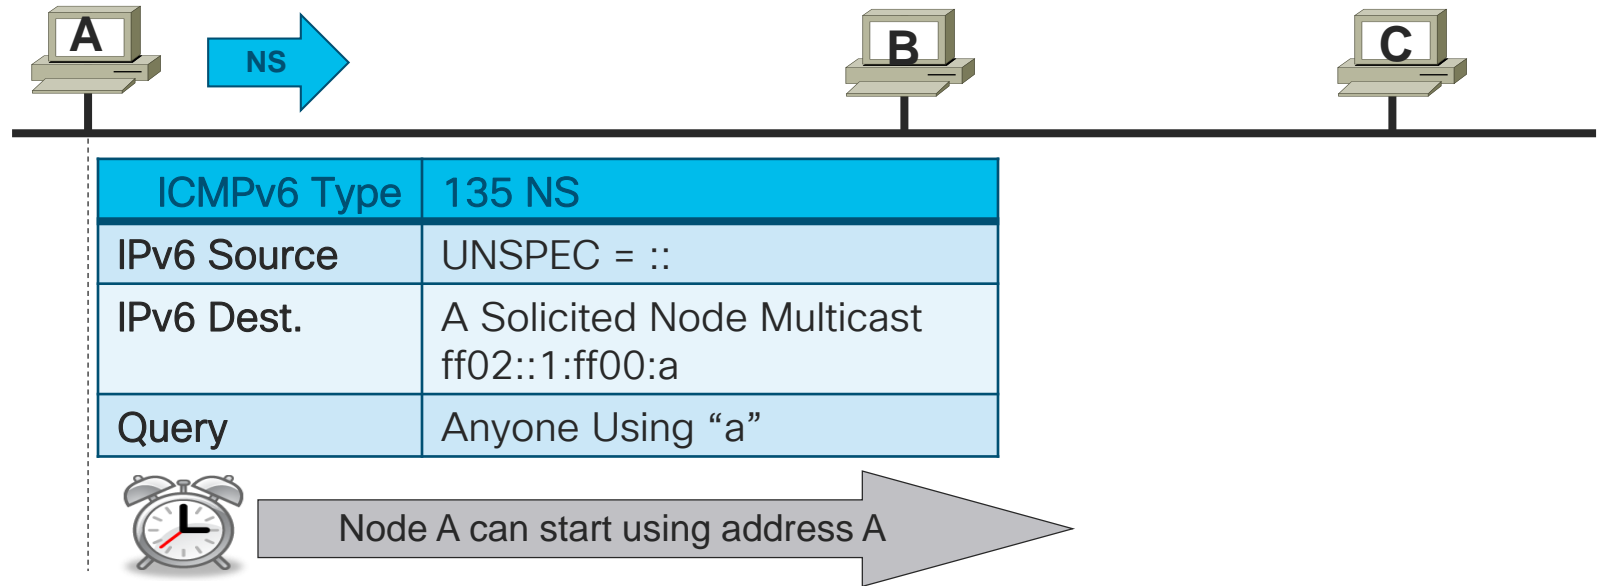 A
NS
B
C
ICMPv6 Type
135 NS
IPv6 Source
UNSPEC = ::
IPv6 Dest.
A Solicited Node Multicast
ff02::1:ff00:a
Query
Anyone Using “a”
Node A can start using address A